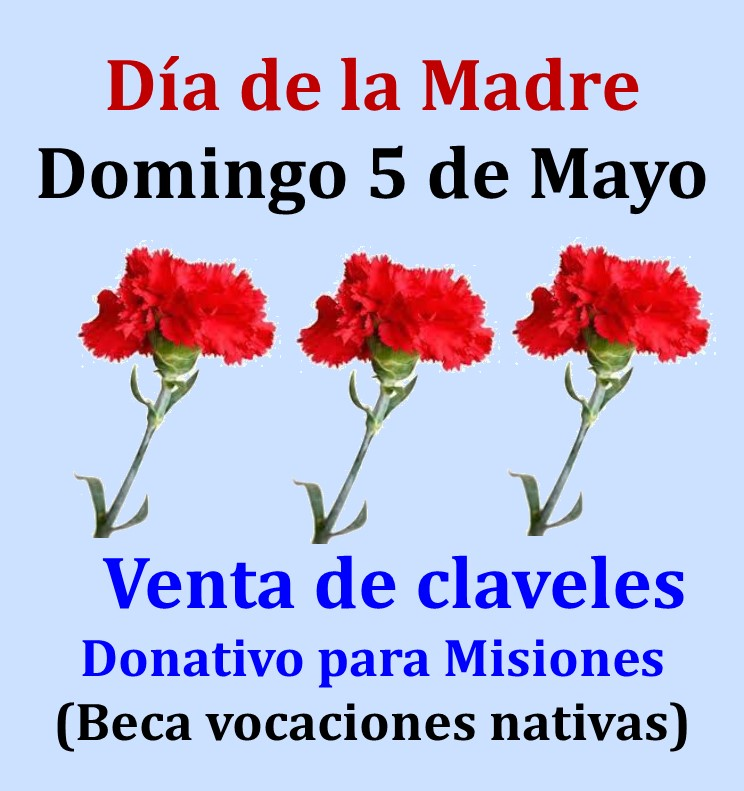 Día de la Madre
Domingo 5 de Mayo
Venta de claveles
Donativo para Misiones
(Beca vocaciones nativas)